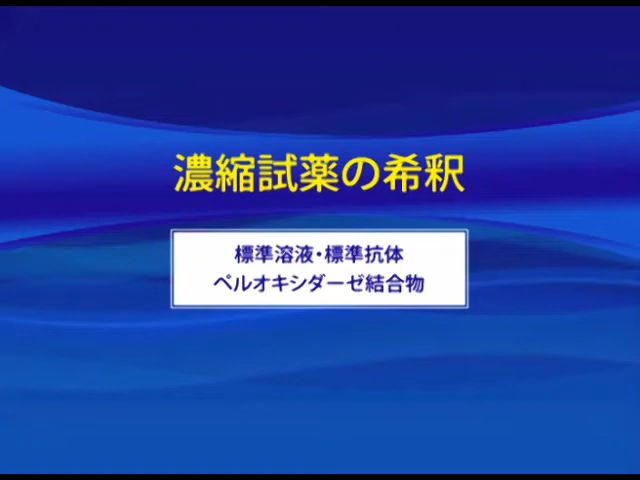 濃縮試薬の希釈
標準溶液・標準抗体
ペルオキシダーゼ結合物